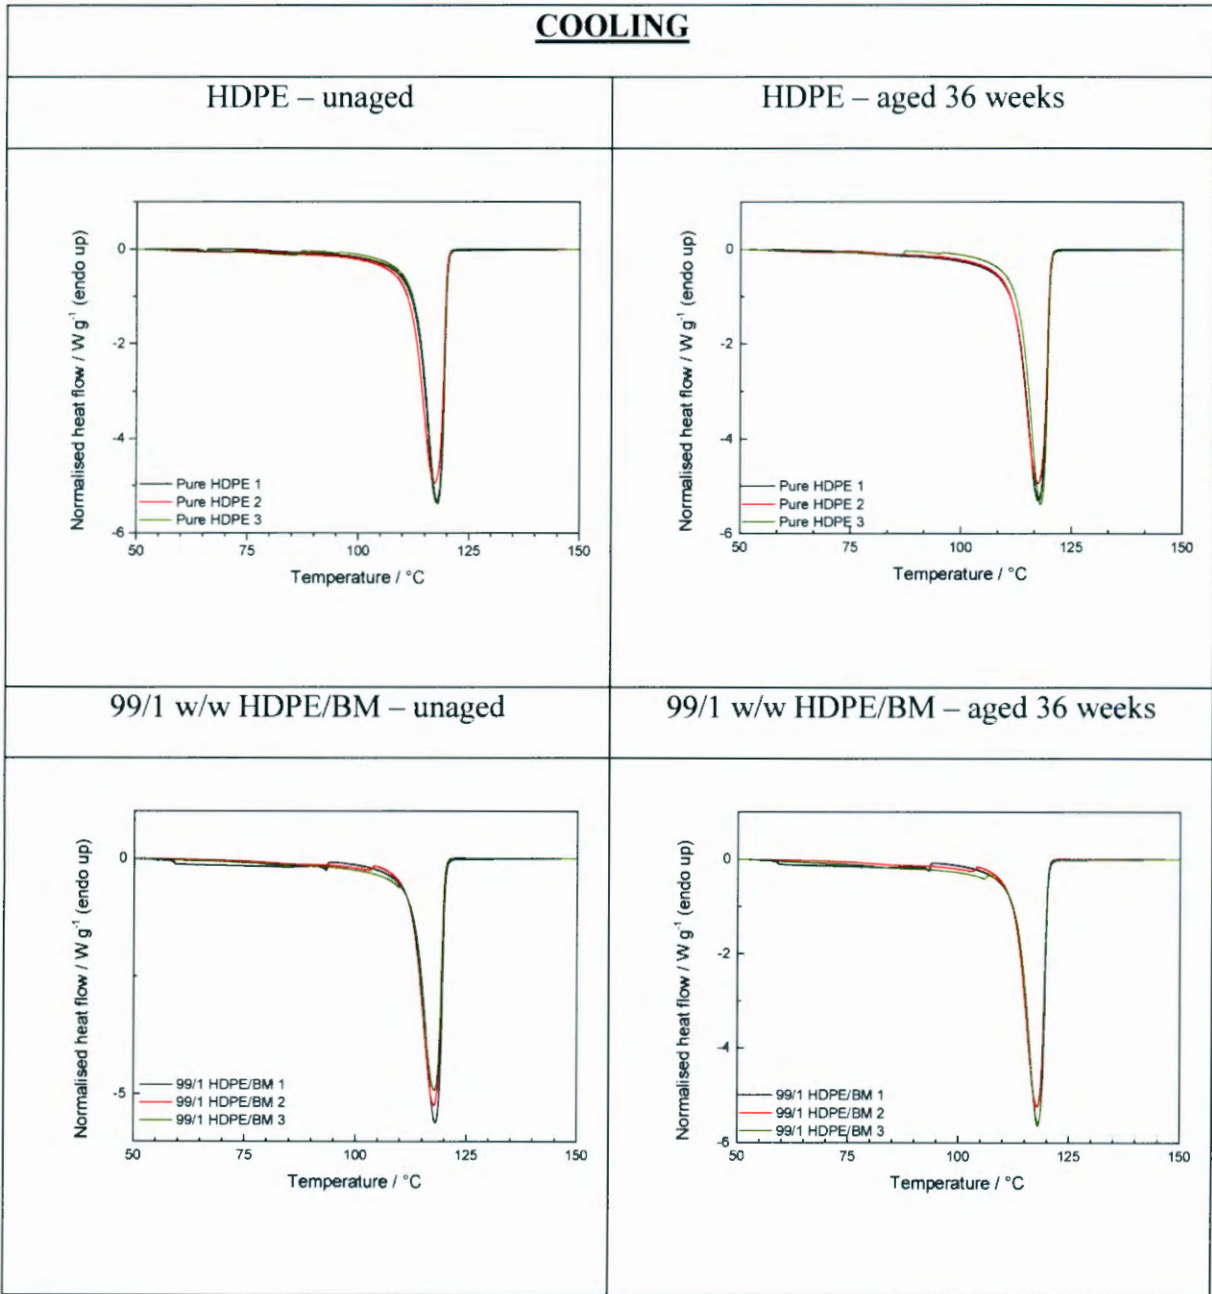 COOLING
HDPE – unaged
HDPE – aged 36 weeks
Normalised heat flow / W g⁻¹ (endo up)
0
-2
-4
-6
Pure HDPE 1
Pure HDPE 2
Pure HDPE 3
50 75 100 125 150
Temperature / °C
Normalised heat flow / W g⁻¹ (endo up)
0
-2
-4
-6
Pure HDPE 1
Pure HDPE 2
Pure HDPE 3
50 75 100 125 150
Temperature / °C
99/1 w/w HDPE/BM – unaged
99/1 w/w HDPE/BM – aged 36 weeks
Normalised heat flow / W g⁻¹ (endo up)
0
-5
99/1 HDPE/BM 1
99/1 HDPE/BM 2
99/1 HDPE/BM 3
50 75 100 125 150
Temperature / °C
Normalised heat flow / W g⁻¹ (endo up)
0
-2
-4
-6
99/1 HDPE/BM 1
99/1 HDPE/BM 2
99/1 HDPE/BM 3
50 75 100 125 150
Temperature / °C